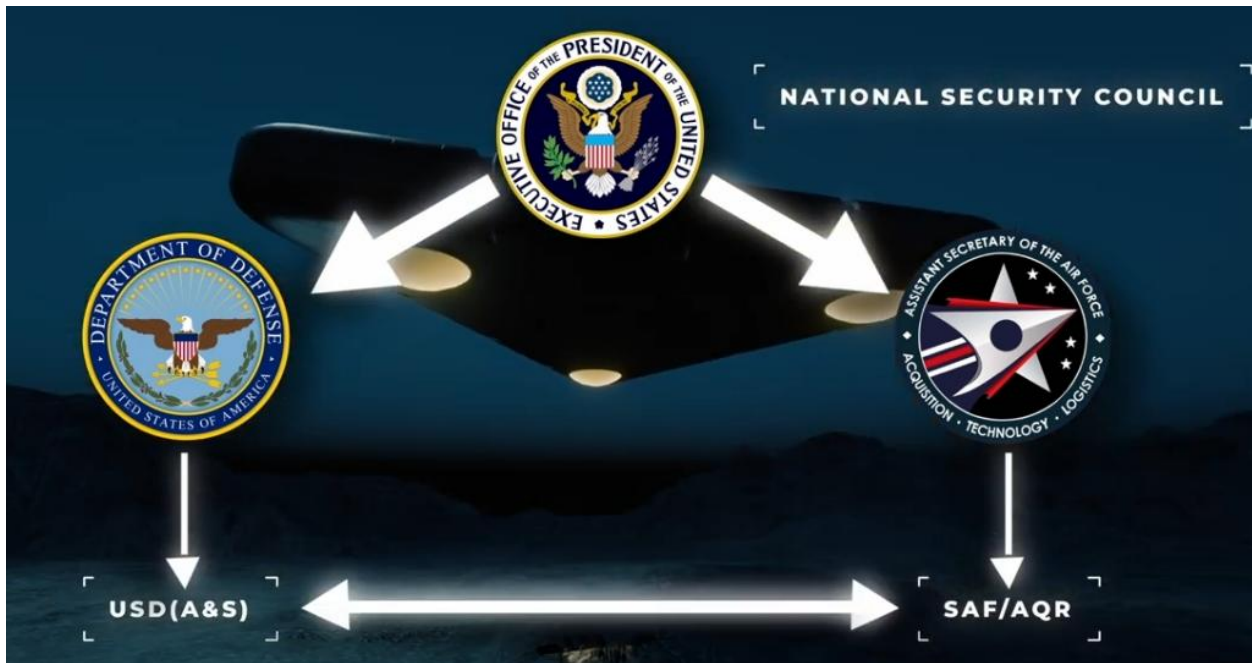 EXECUTIVE OFFICE OF THE PRESIDENT OF THE UNITED STATES
NATIONAL SECURITY COUNCIL
DEPARTMENT OF DEFENSE
UNITED STATES OF AMERICA
ASSISTANT SECRETARY OF THE AIR FORCE
ACQUISITION · TECHNOLOGY · LOGISTICS
USD(A&S)
SAF/AQR